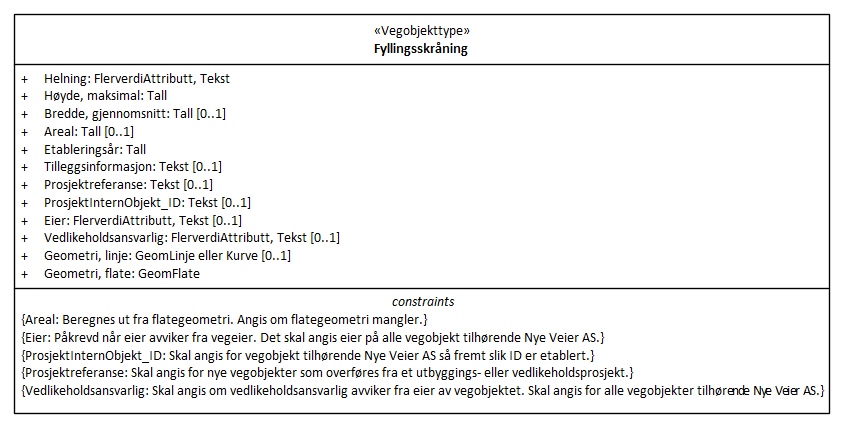 «Vegobjekttype»
Fyllingsskråning
+ Helning: FlerverdiAttributt, Tekst
+ Høyde, maksimal: Tall
+ Bredde, gjennomsnitt: Tall [0..1]
+ Areal: Tall [0..1]
+ Etableringsår: Tall
+ Tilleggsinformasjon: Tekst [0..1]
+ Prosjektreferanse: Tekst [0..1]
+ ProsjektInternObjekt_ID: Tekst [0..1]
+ Eier: FlerverdiAttributt, Tekst [0..1]
+ Vedlikeholdsansvarlig: FlerverdiAttributt, Tekst [0..1]
+ Geometri, linje: GeomLinje eller Kurve [0..1]
+ Geometri, flate: GeomFlate
constraints
{Areal: Beregnes ut fra flategeometri. Angis om flategeometri mangler.}
{Eier: Påkrevd når eier avviker fra vegeier. Det skal angis eier på alle vegobjekt tilhørende Nye Veier AS.}
{ProsjektInternObjekt_ID: Skal angis for vegobjekt tilhørende Nye Veier AS så fremt slik ID er etablert.}
{Prosjektreferanse: Skal angis for nye vegobjekter som overføres fra et utbyggings- eller vedlikeholdsprosjekt.}
{Vedlikeholdsansvarlig: Skal angis om vedlikeholdsansvarlig avviker fra eier av vegobjektet. Skal angis for alle vegobjekter tilhørende Nye Veier AS.}